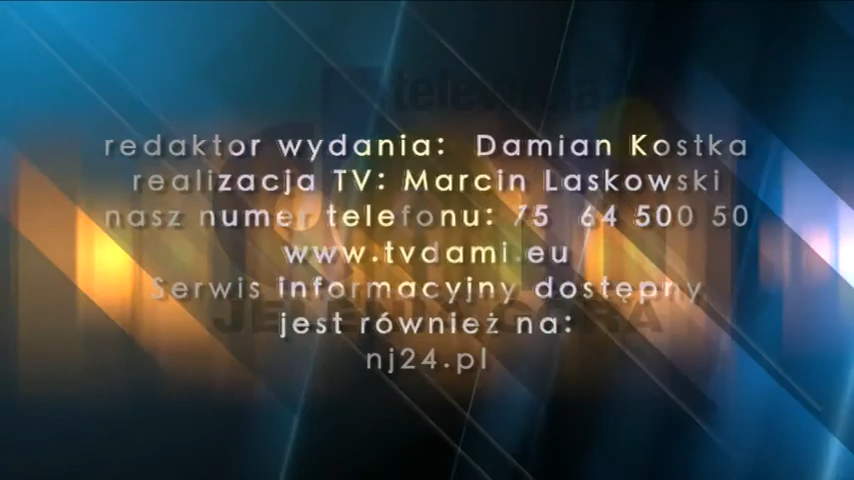 telewizja
redaktor wydania: Damian Kostka
realizacja TV: Marcin Laskowski
nasz numer telefonu: 75 64 500 50
www.tvdami.eu
Serwis informacyjny dostępny
jest również na:
nj24.pl